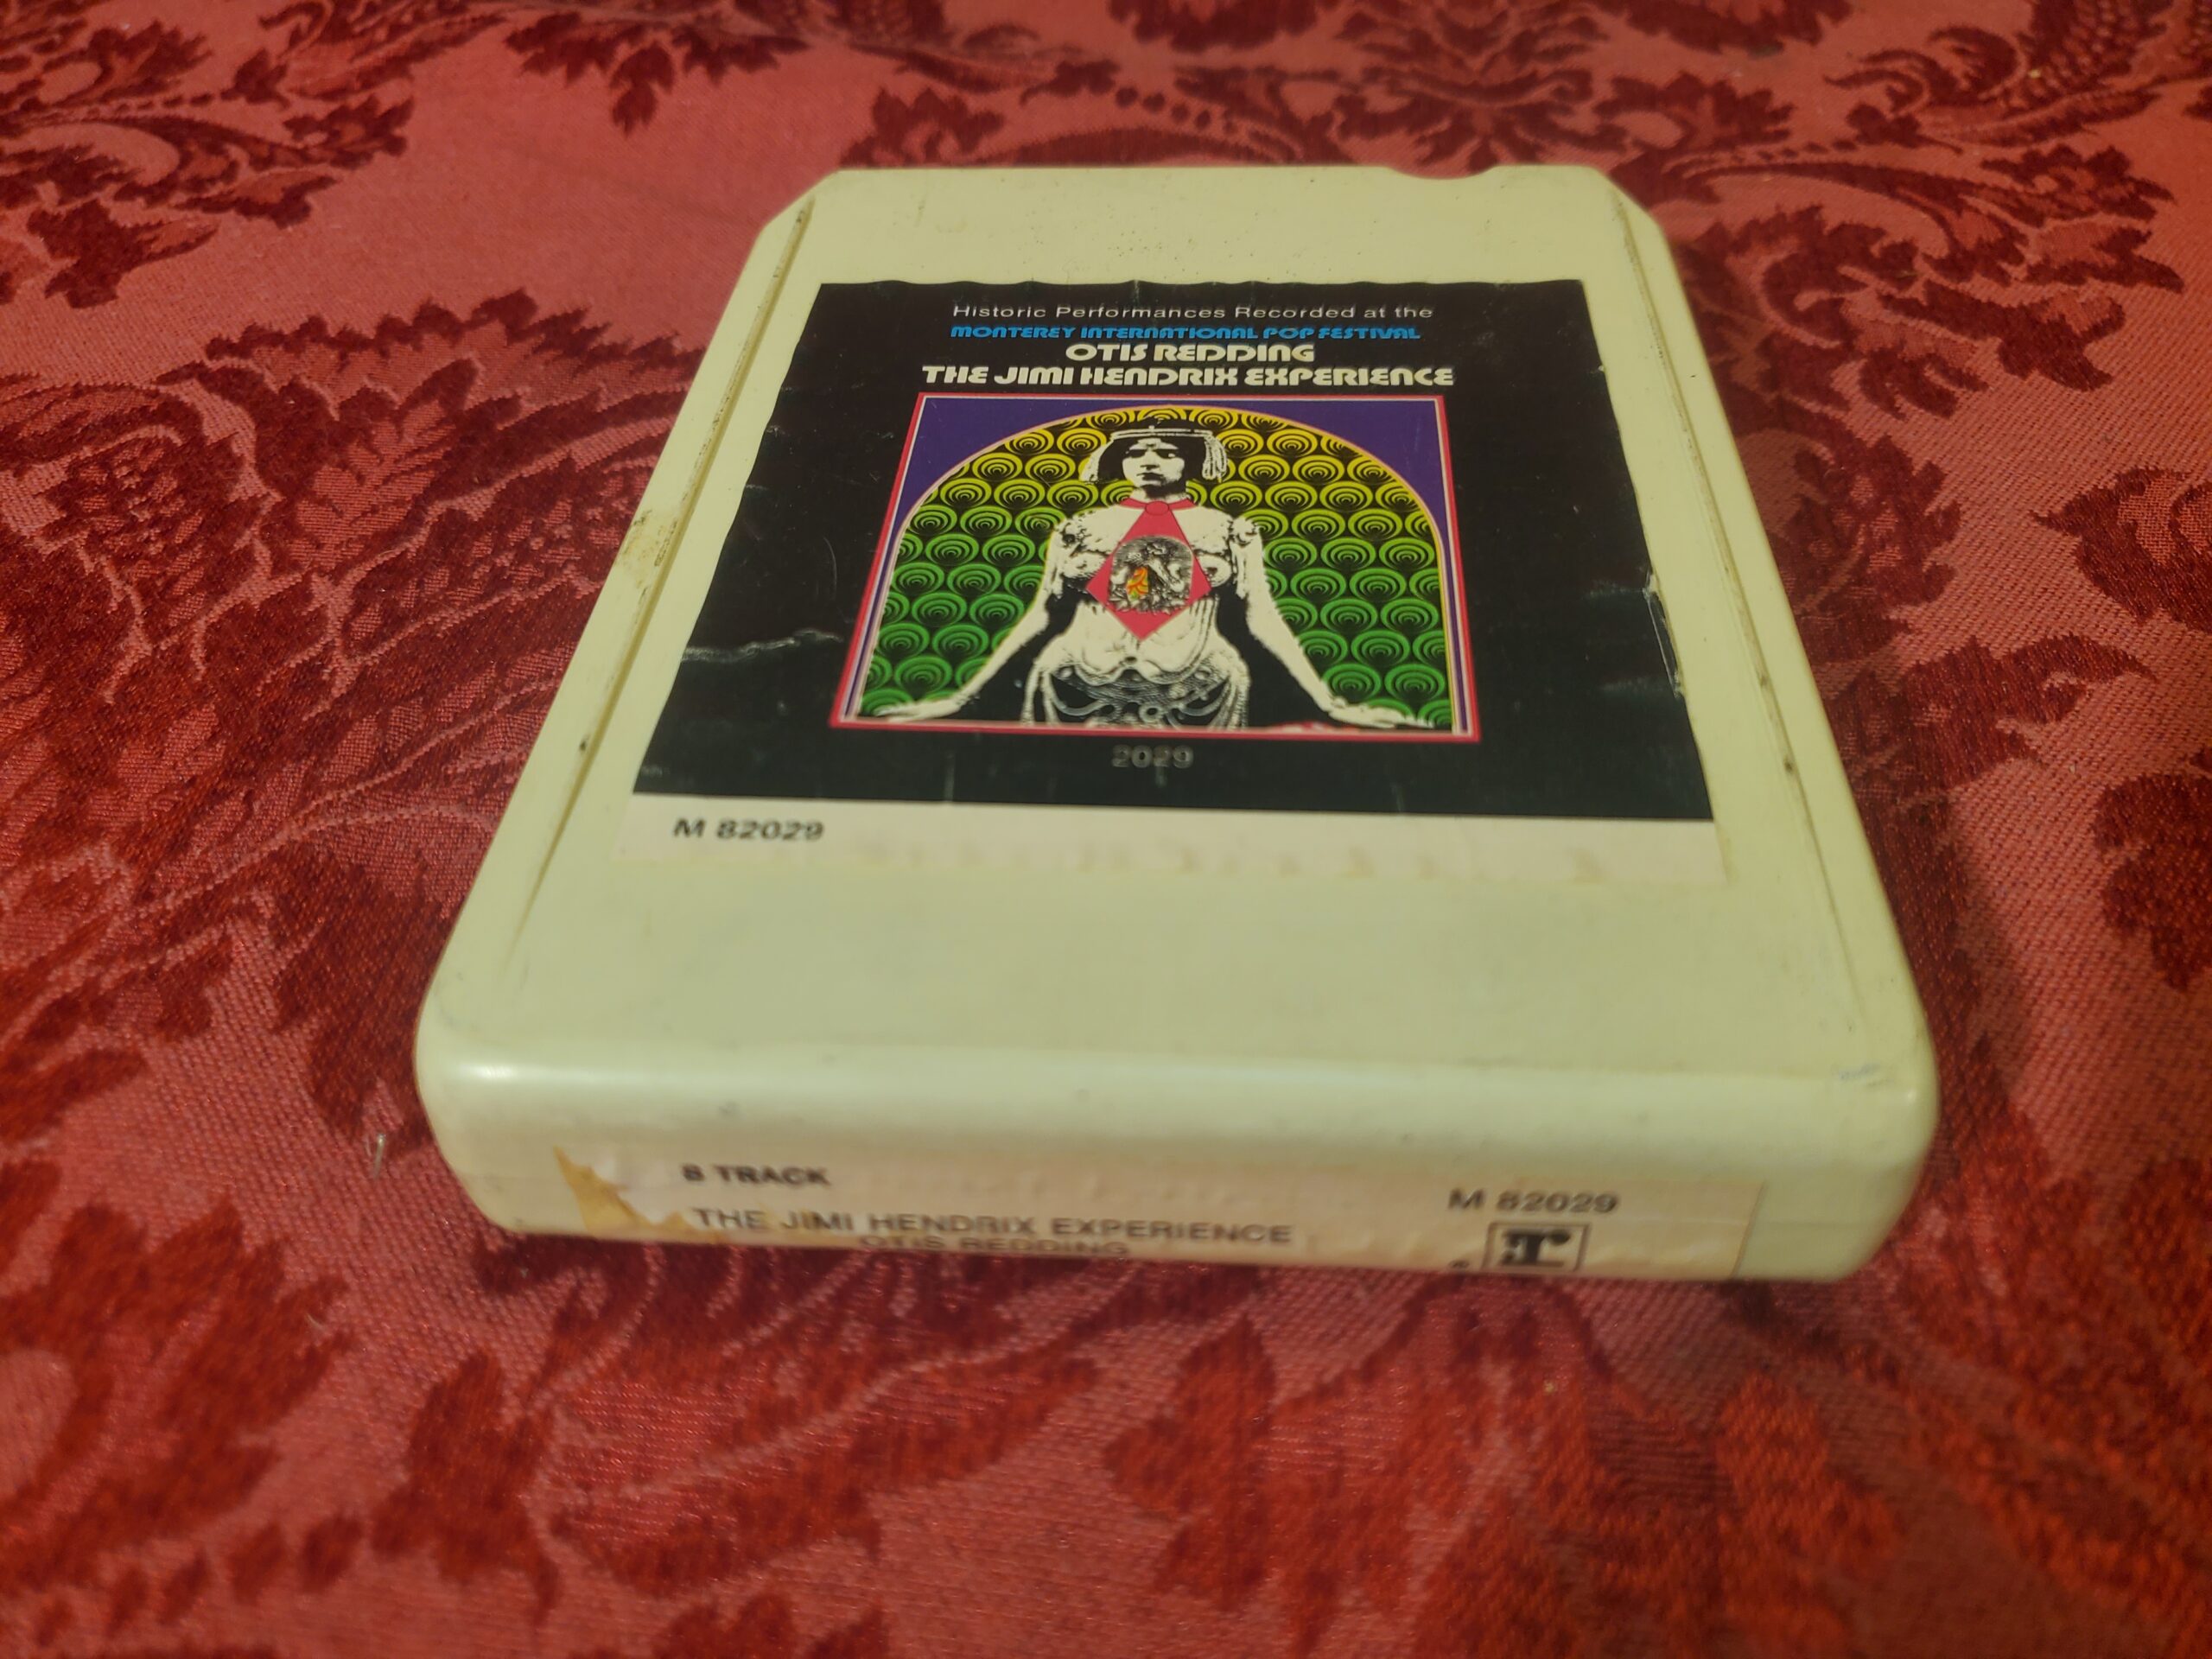 Historic Performances Recorded at the
MONTEREY INTERNATIONAL POP FESTIVAL
OTIS REDDING
THE JIMI HENDRIX EXPERIENCE
2029
M 82029
8 TRACK
M 82029
THE JIMI HENDRIX EXPERIENCE
OTIS REDDING